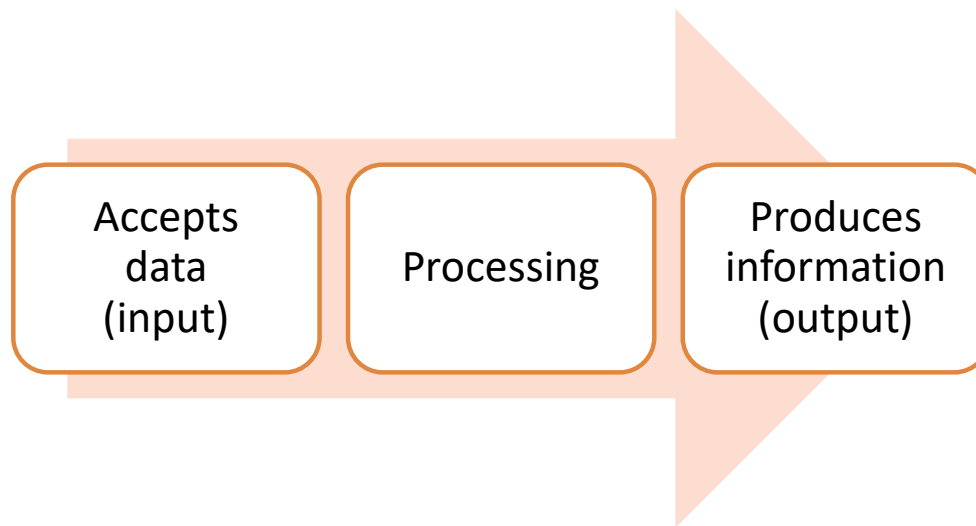 Accepts
data
(input)
Processing
Produces
information
(output)